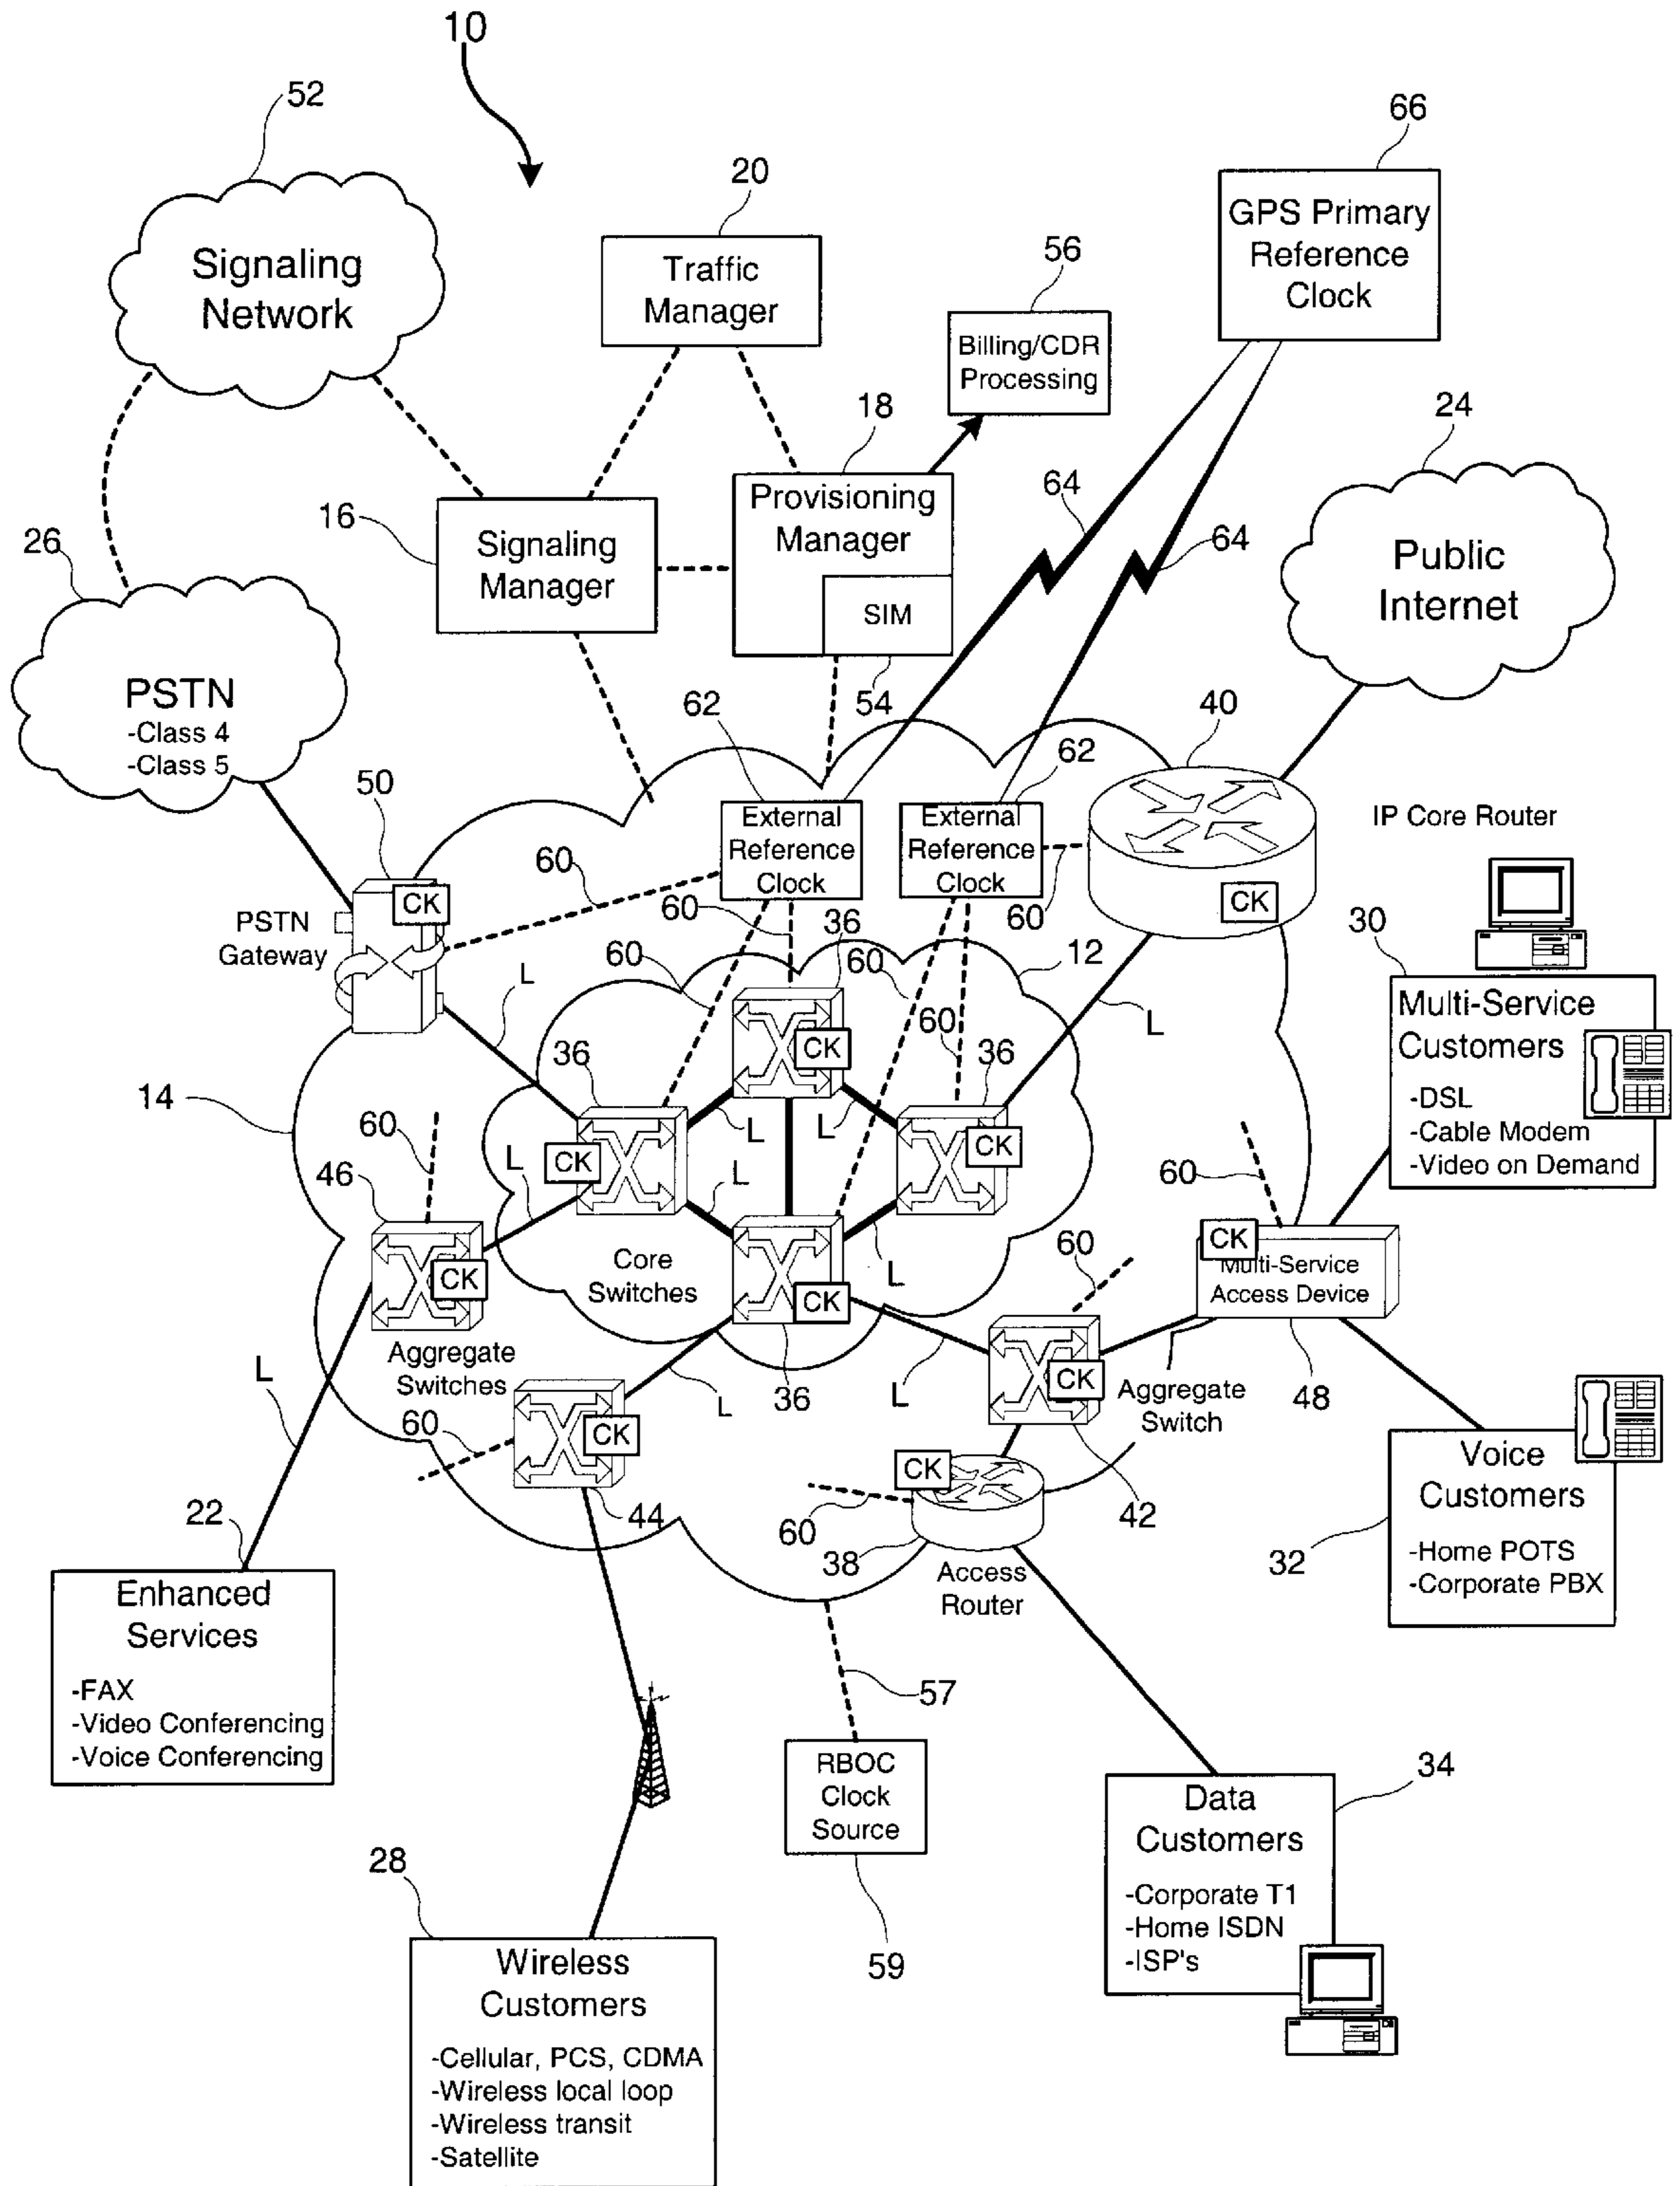 10
52
66
20
GPS Primary
Reference
Clock
Signaling
Network
Traffic
Manager
56
Billing/CDR
Processing
18
24
64
Provisioning
Manager
16
Signaling
Manager
64
26
Public
Internet
SIM
PSTN
-Class 4
-Class 5
62
54
40
62
50
External
Reference
Clock
External
Reference
Clock
IP Core Router
60
CK
60
60
CK
PSTN
Gateway
36
30
60
60
12
L
60
L
Multi-Service
Customers
-DSL
-Cable Modem
-Video on Demand
36
CK
36
14
60
L
L
L
CK
CK
46
L
L
60
CK
L
Core
Switches
60
CK
Multi-Service
Access Device
CK
L
Aggregate
Switches
36
L
L
CK
Aggregate
Switch
48
60
CK
CK
Voice
Customers
-Home POTS
-Corporate PBX
22
44
60
42
38
32
Access
Router
Enhanced
Services
-FAX
-Video Conferencing
-Voice Conferencing
57
RBOC
Clock
Source
34
Data
Customers
-Corporate T1
-Home ISDN
-ISP's
28
59
Wireless
Customers
-Cellular, PCS, CDMA
-Wireless local loop
-Wireless transit
-Satellite